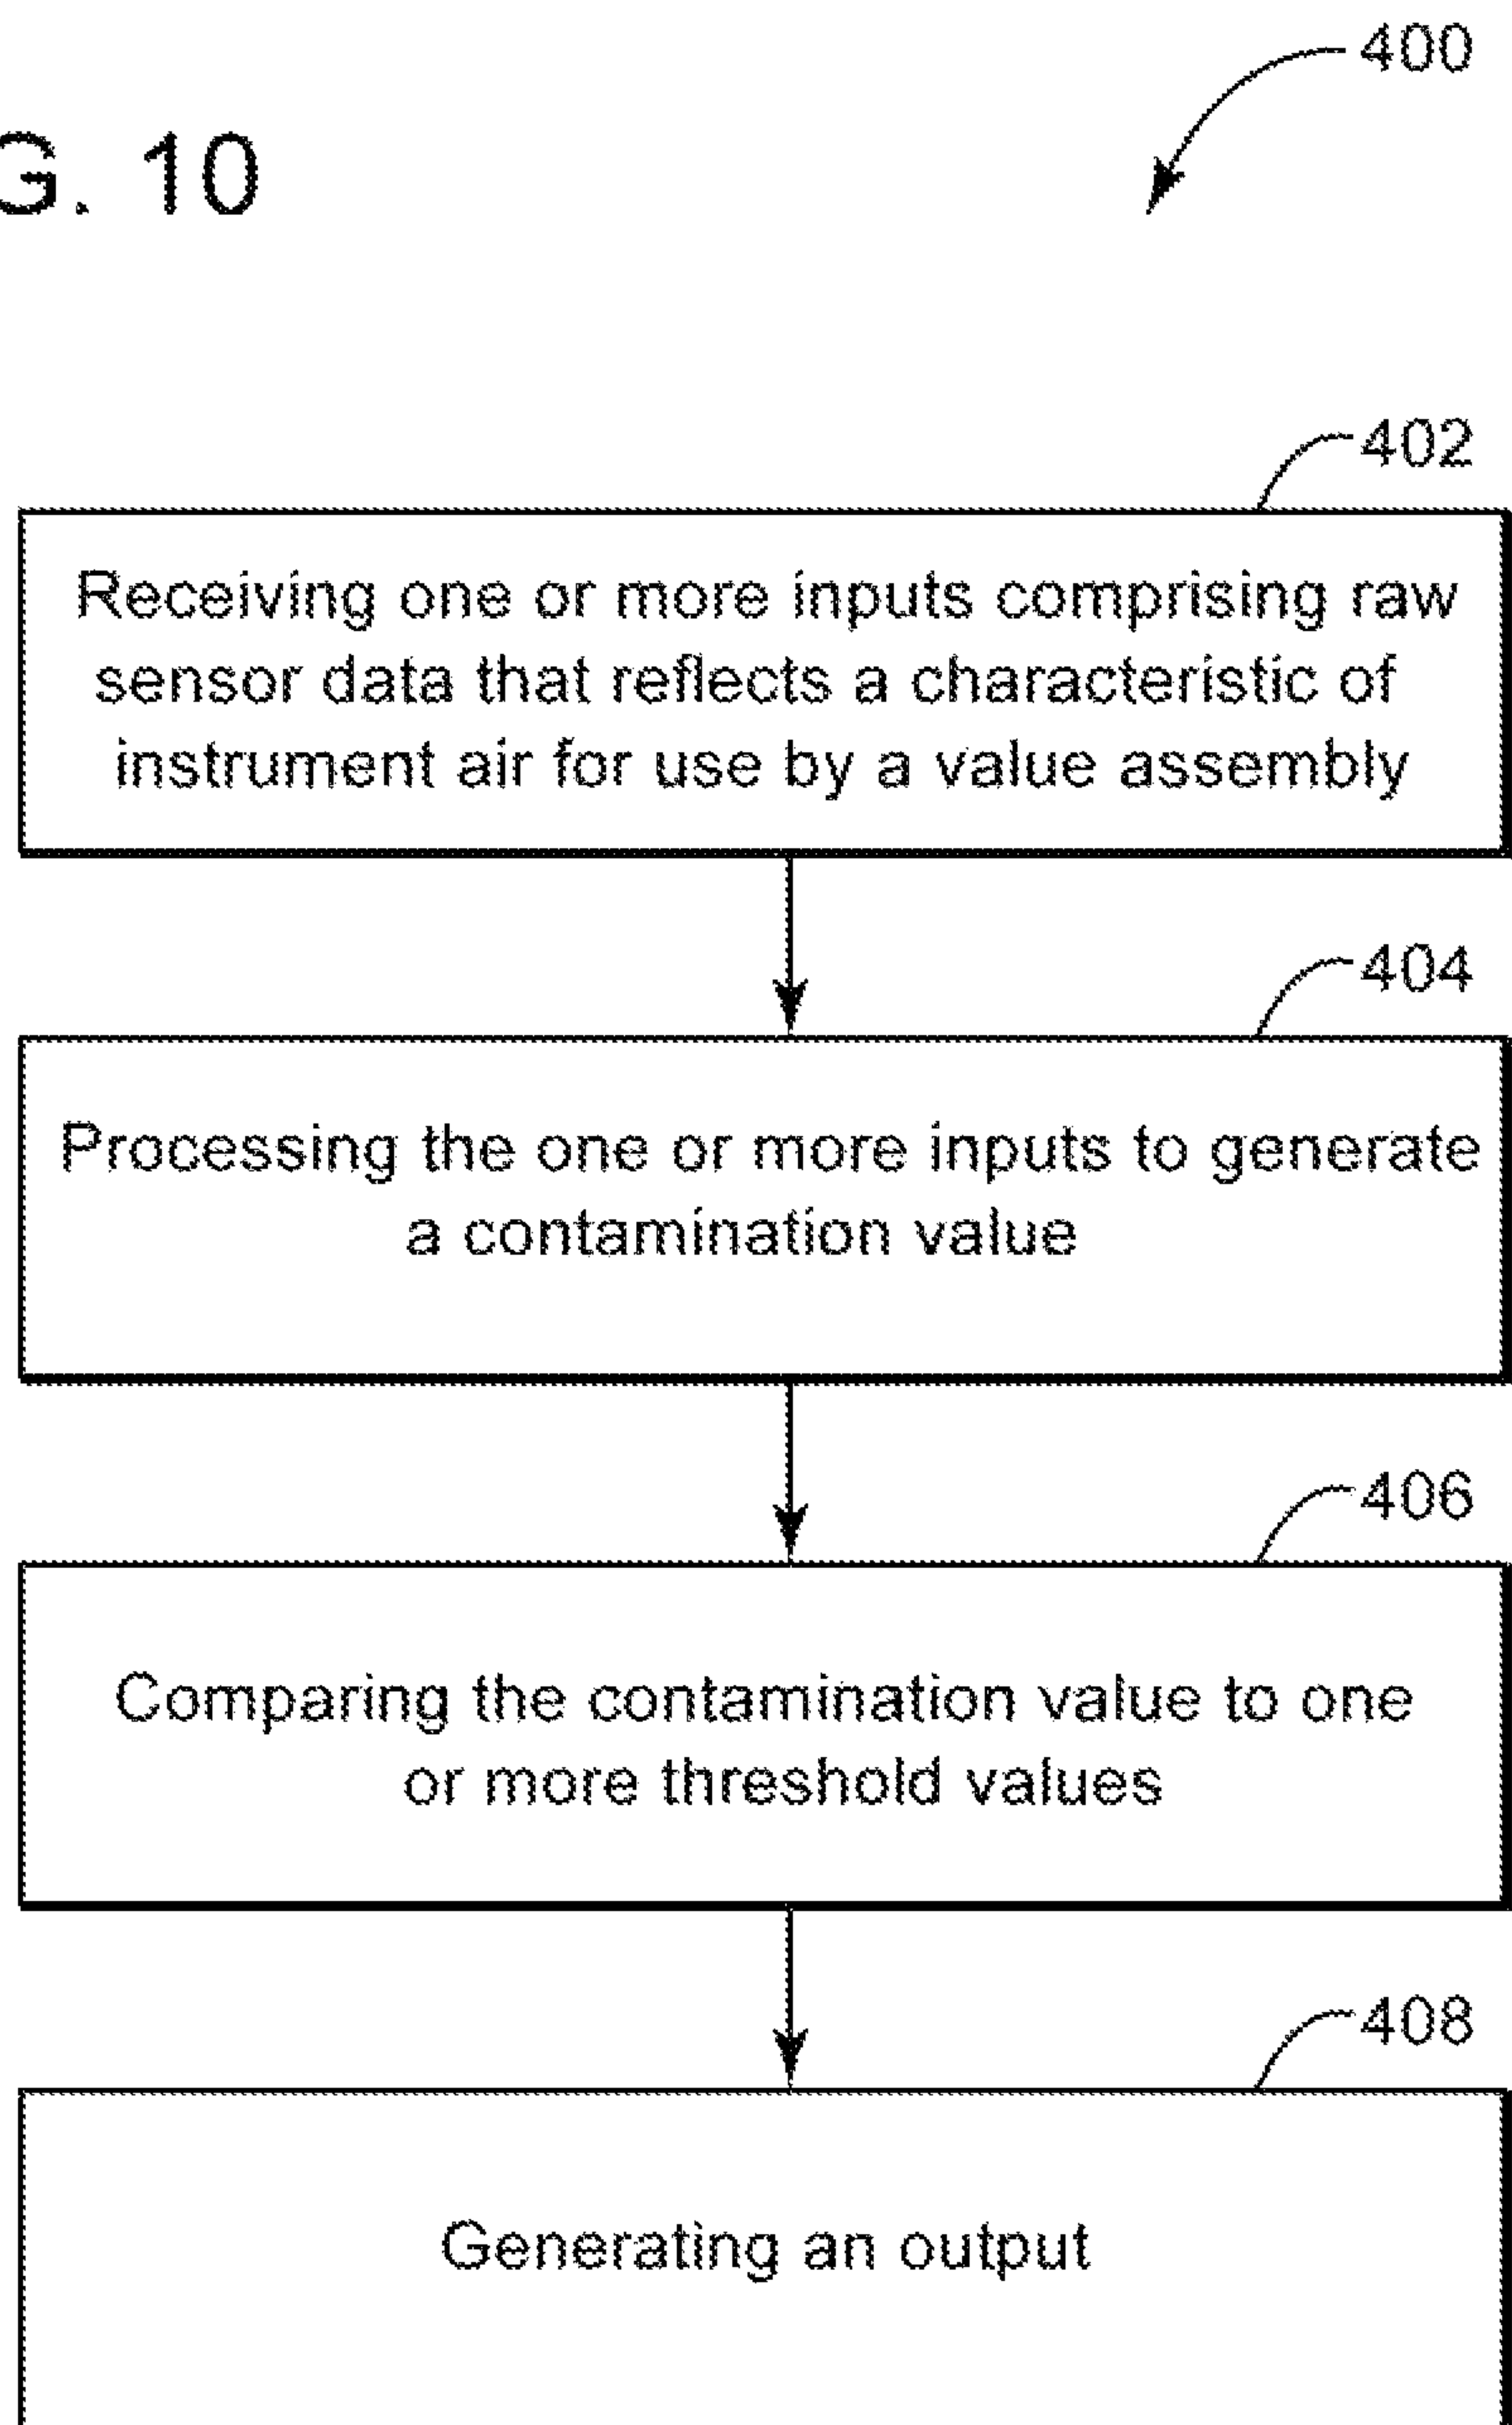 G. 10
400
402
Receiving one or more inputs comprising raw
sensor data that reflects a characteristic of
instrument air for use by a value assembly
404
Processing the one or more inputs to generate
a contamination value
406
Comparing the contamination value to one
or more threshold values
408
Generating an output